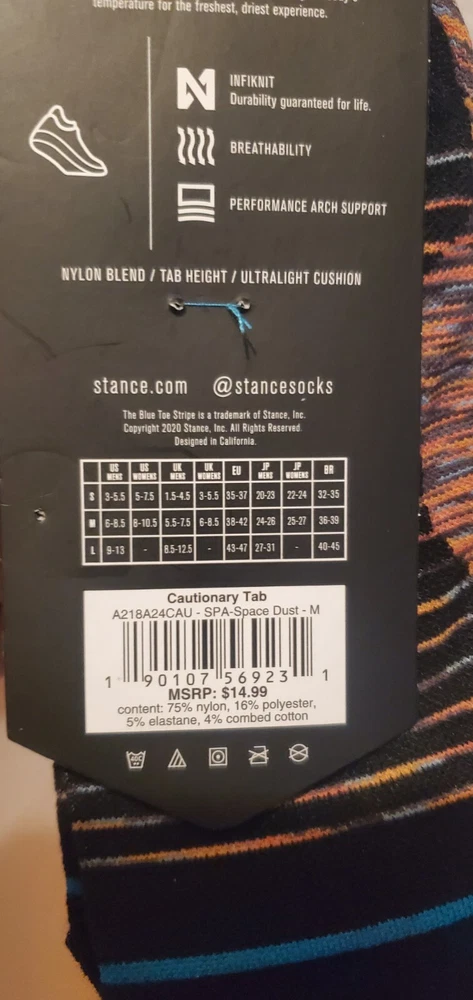 temperature for the freshest, driest experience.
INFIKNIT
Durability guaranteed for life.
BREATHABILITY
PERFORMANCE ARCH SUPPORT
NYLON BLEND / TAB HEIGHT / ULTRALIGHT CUSHION
stance.com @stancesocks
The Blue Toe Stripe is a trademark of Stance, Inc.
Copyright 2020 Stance, Inc. All Rights Reserved.
Designed in California.
US MENS US WOMENS UK MENS UK WOMENS EU JP MENS JP WOMENS BR
S 3-5.5 5-7.5 1.5-4.5 3-5.5 35-37 20-23 22-24 32-35
M 6-8.5 8-10.5 5.5-7.5 6-8.5 38-42 24-26 25-27 36-39
L 9-13 - 8.5-12.5 - 43-47 27-31 - 40-45
Cautionary Tab
A218A24CAU - SPA-Space Dust - M
1 90107 56923 1
MSRP: $14.99
content: 75% nylon, 16% polyester,
5% elastane, 4% combed cotton